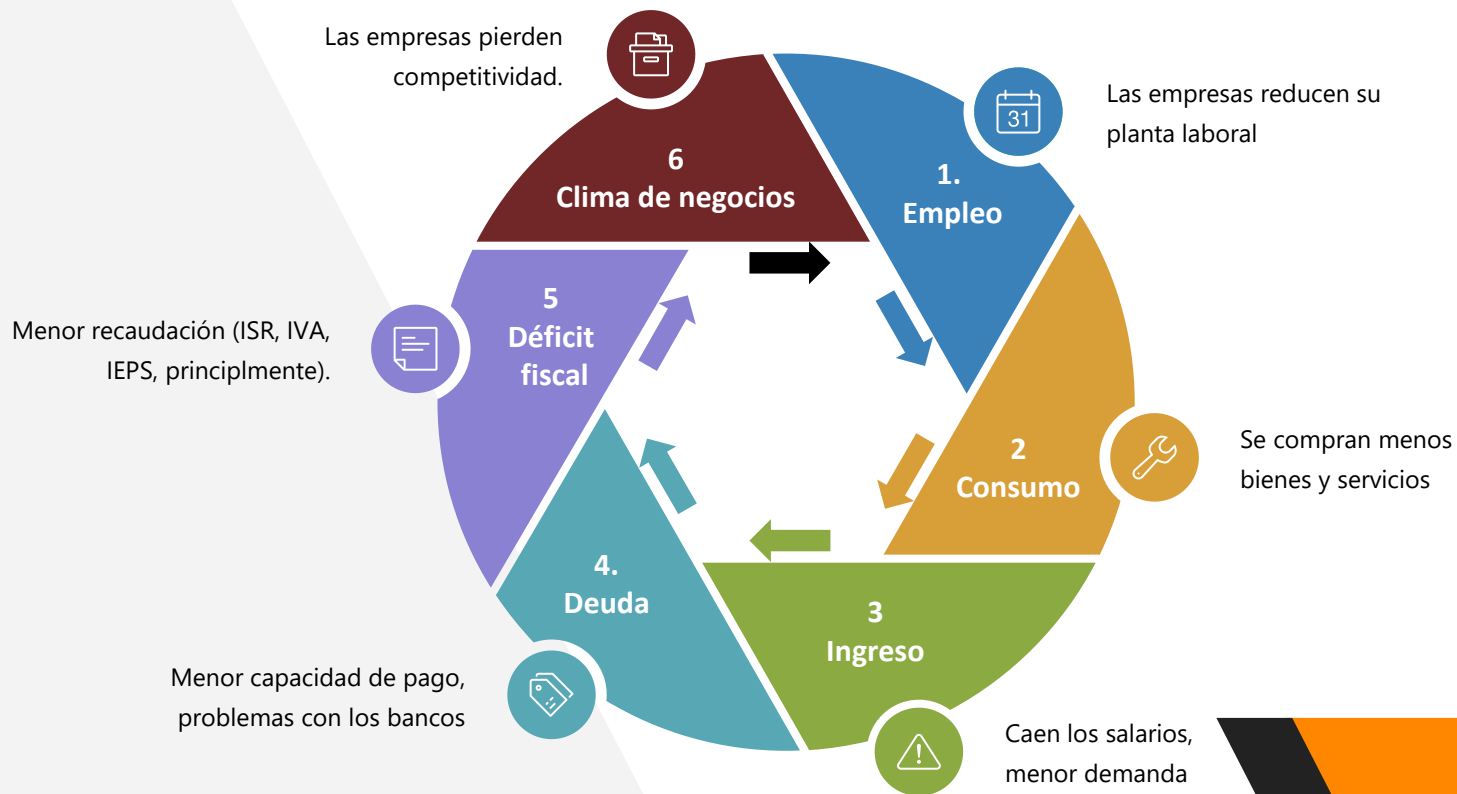 Las empresas pierden
competitividad.
6
Clima de negocios
31
Las empresas reducen su
planta laboral
1.
Empleo
2
Consumo
Se compran menos
bienes y servicios
3
Ingreso
Caen los salarios,
menor demanda
4.
Deuda
Menor capacidad de pago,
problemas con los bancos
5
Déficit
fiscal
Menor recaudación (ISR, IVA,
IEPS, principlmente).